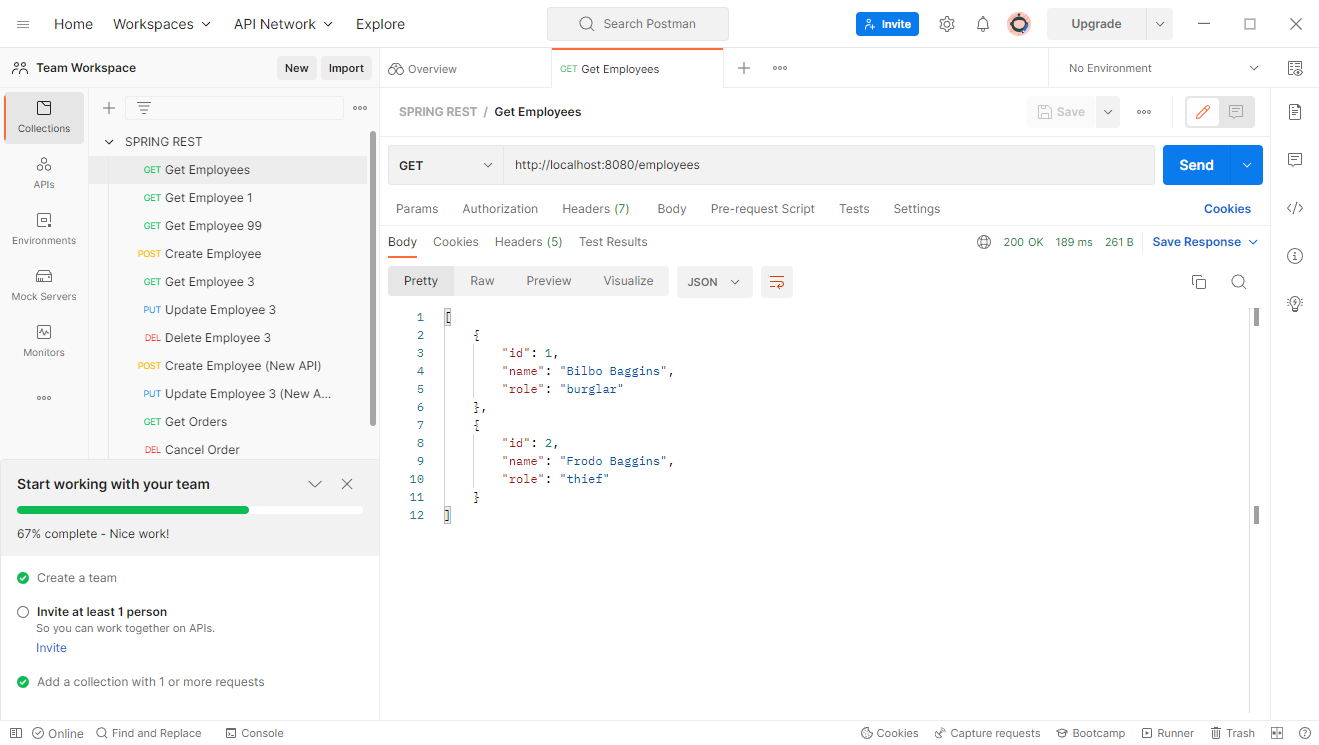 Home Workspaces API Network Explore Search Postman Invite Upgrade
Team Workspace New Import Overview GET Get Employees No Environment
Collections
APIs
Environments
Mock Servers
Monitors
SPRING REST
GET Get Employees
GET Get Employee 1
GET Get Employee 99
POST Create Employee
GET Get Employee 3
PUT Update Employee 3
DEL Delete Employee 3
POST Create Employee (New API)
PUT Update Employee 3 (New A...
GET Get Orders
DEL Cancel Order
Start working with your team
67% complete - Nice work!
Create a team
Invite at least 1 person
So you can work together on APIs.
Invite
Add a collection with 1 or more requests
SPRING REST / Get Employees Save
GET http://localhost:8080/employees Send
Params Authorization Headers (7) Body Pre-request Script Tests Settings Cookies
Body Cookies Headers (5) Test Results 200 OK 189 ms 261 B Save Response
Pretty Raw Preview Visualize JSON
1 [
2 {
3 "id": 1,
4 "name": "Bilbo Baggins",
5 "role": "burglar"
6 },
7 {
8 "id": 2,
9 "name": "Frodo Baggins",
10 "role": "thief"
11 }
12 ]
Online Find and Replace Console Cookies Capture requests Bootcamp Runner Trash